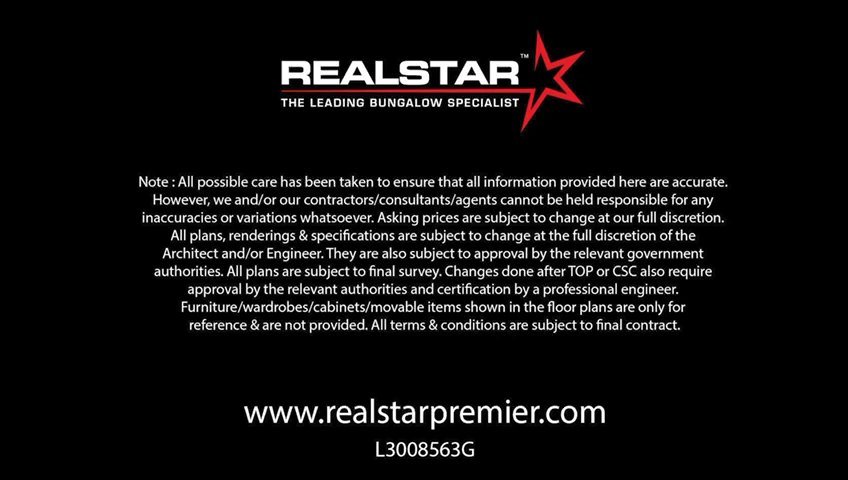 REALSTAR™
THE LEADING BUNGALOW SPECIALIST
Note : All possible care has been taken to ensure that all information provided here are accurate.
However, we and/or our contractors/consultants/agents cannot be held responsible for any
inaccuracies or variations whatsoever. Asking prices are subject to change at our full discretion.
All plans, renderings & specifications are subject to change at the full discretion of the
Architect and/or Engineer. They are also subject to approval by the relevant government
authorities. All plans are subject to final survey. Changes done after TOP or CSC also require
approval by the relevant authorities and certification by a professional engineer.
Furniture/wardrobes/cabinets/movable items shown in the floor plans are only for
reference & are not provided. All terms & conditions are subject to final contract.
www.realstarpremier.com
L3008563G